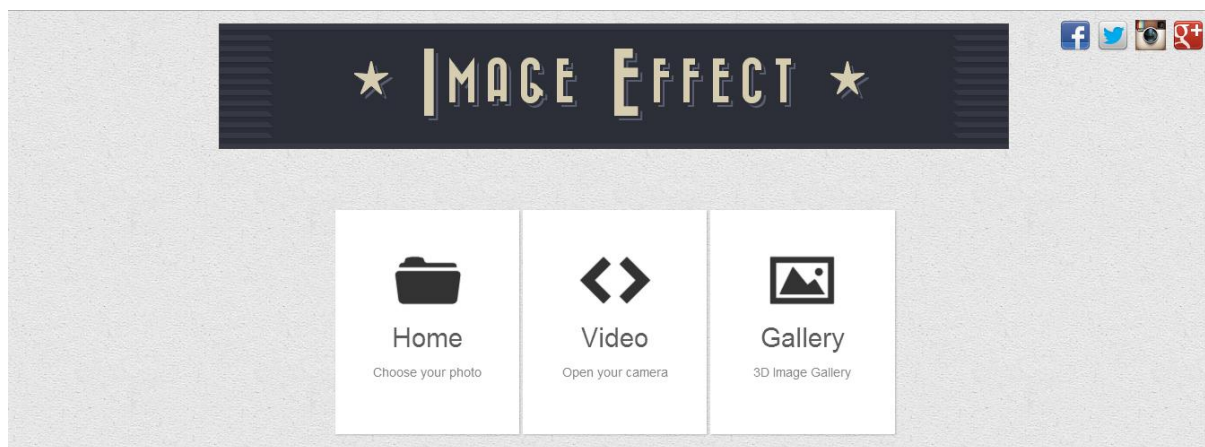 Image Effect
Home
Choose your photo
Video
Open your camera
Gallery
3D Image Gallery